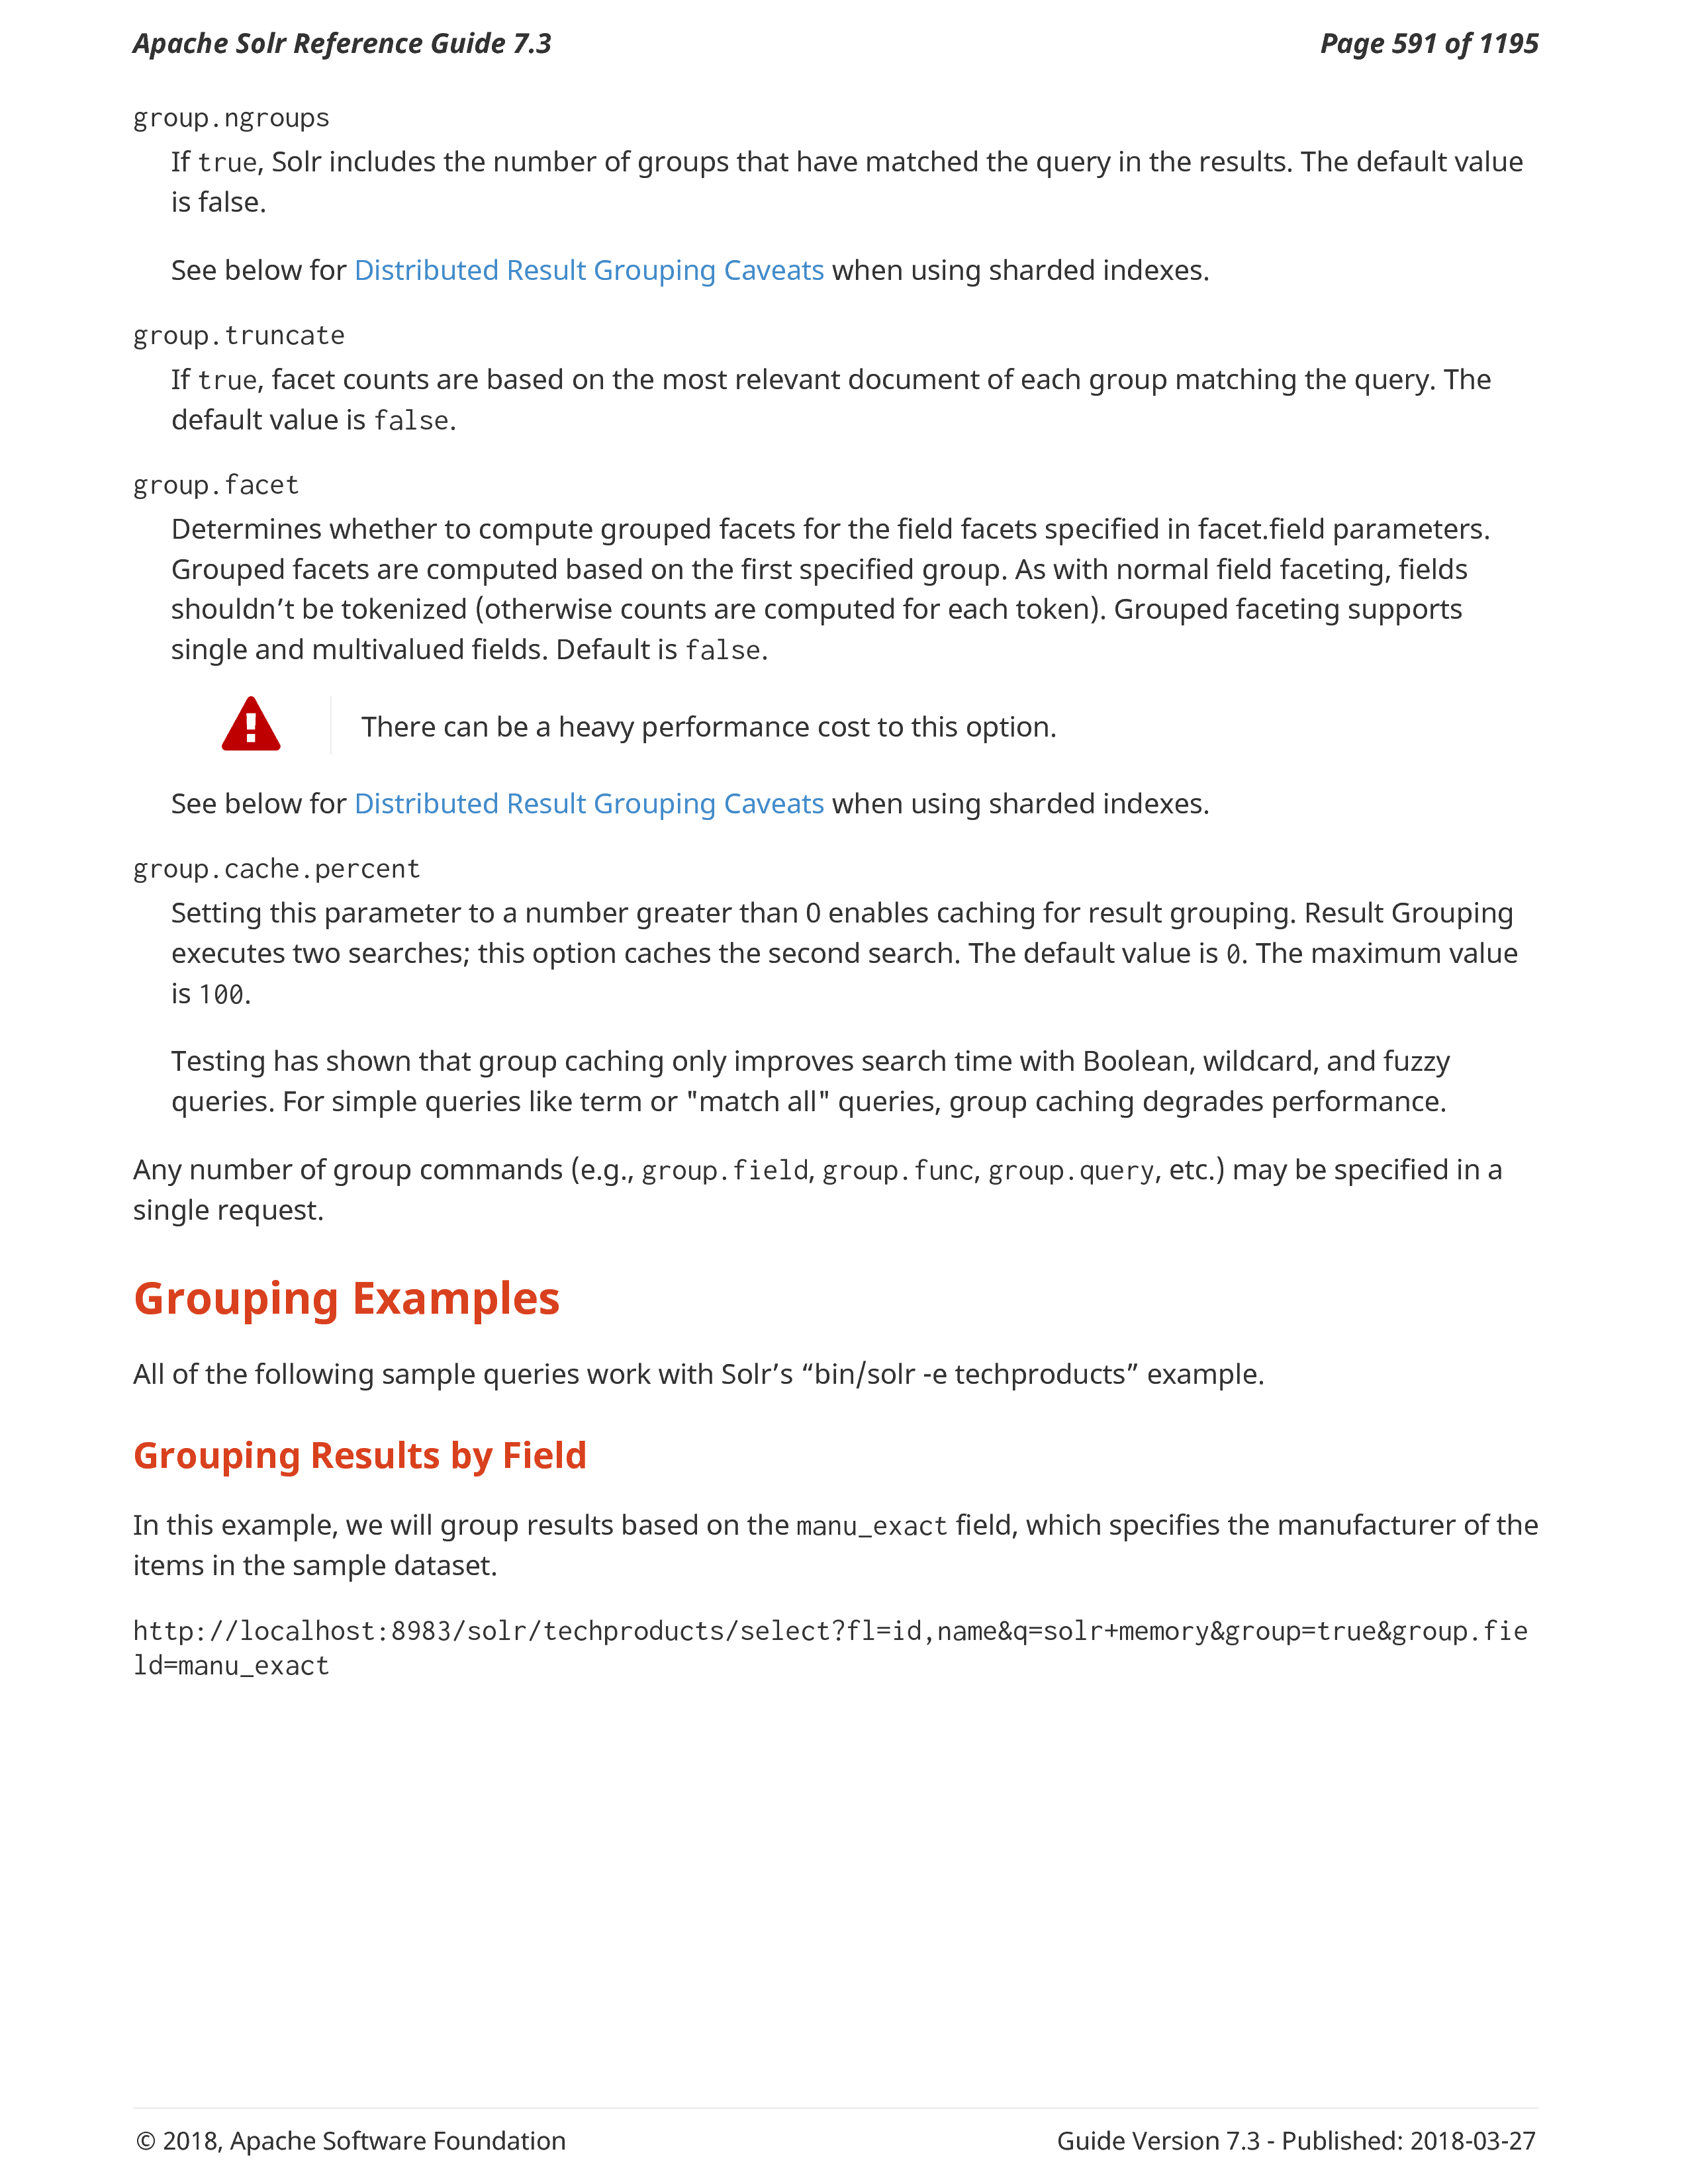 Apache Solr Reference Guide 7.3 Page 591 of 1195
group.ngroups
If true, Solr includes the number of groups that have matched the query in the results. The default value
is false.
See below for Distributed Result Grouping Caveats when using sharded indexes.
group.truncate
If true, facet counts are based on the most relevant document of each group matching the query. The
default value is false.
group.facet
Determines whether to compute grouped facets for the field facets specified in facet.field parameters.
Grouped facets are computed based on the first specified group. As with normal field faceting, fields
shouldn’t be tokenized (otherwise counts are computed for each token). Grouped faceting supports
single and multivalued fields. Default is false.
There can be a heavy performance cost to this option.
See below for Distributed Result Grouping Caveats when using sharded indexes.
group.cache.percent
Setting this parameter to a number greater than 0 enables caching for result grouping. Result Grouping
executes two searches; this option caches the second search. The default value is 0. The maximum value
is 100.
Testing has shown that group caching only improves search time with Boolean, wildcard, and fuzzy
queries. For simple queries like term or "match all" queries, group caching degrades performance.
Any number of group commands (e.g., group.field, group.func, group.query, etc.) may be specified in a
single request.
Grouping Examples
All of the following sample queries work with Solr’s “bin/solr -e techproducts” example.
Grouping Results by Field
In this example, we will group results based on the manu_exact field, which specifies the manufacturer of the
items in the sample dataset.
http://localhost:8983/solr/techproducts/select?fl=id,name&q=solr+memory&group=true&group.fie
ld=manu_exact
© 2018, Apache Software Foundation Guide Version 7.3 - Published: 2018-03-27